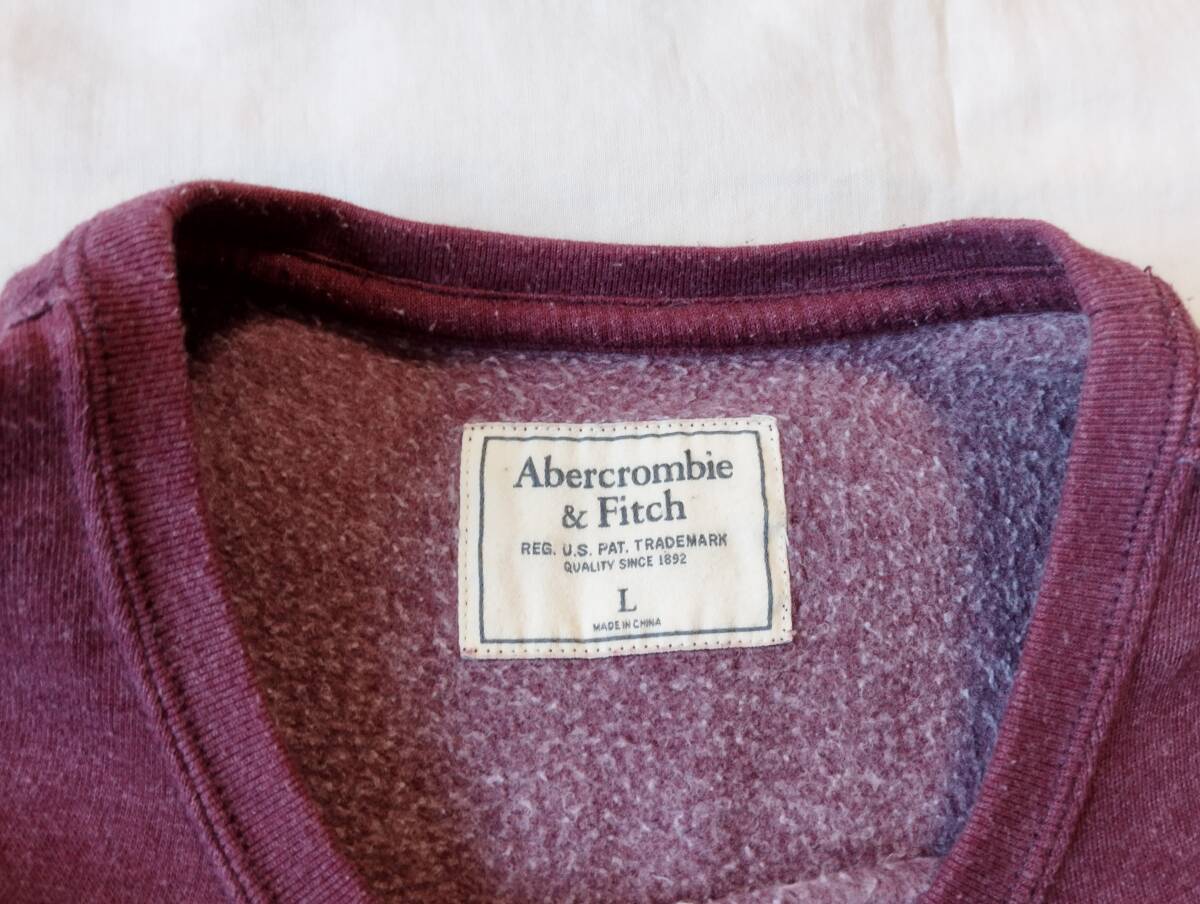 Abercrombie
& Fitch
REG. U.S. PAT. TRADEMARK
QUALITY SINCE 1892
L
MADE IN CHINA